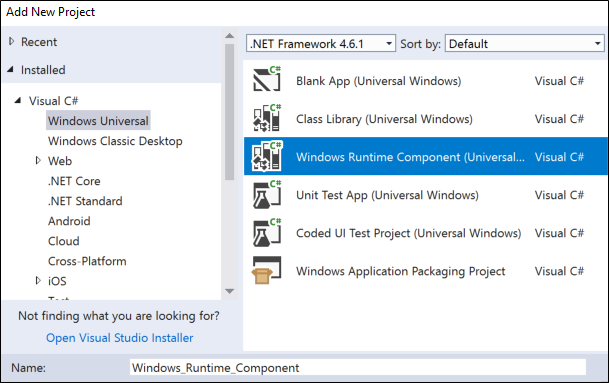 Add New Project
Recent
.NET Framework 4.6.1 Sort by: Default
Installed
Visual C#
Windows Universal
Windows Classic Desktop
Web
.NET Core
.NET Standard
Android
Cloud
Cross-Platform
iOS
Test
C# Blank App (Universal Windows) Visual C#
C# Class Library (Universal Windows) Visual C#
C# Windows Runtime Component (Universal... Visual C#
C# Unit Test App (Universal Windows) Visual C#
C# Coded UI Test Project (Universal Windows) Visual C#
Windows Application Packaging Project Visual C#
Not finding what you are looking for?
Open Visual Studio Installer
Name: Windows_Runtime_Component